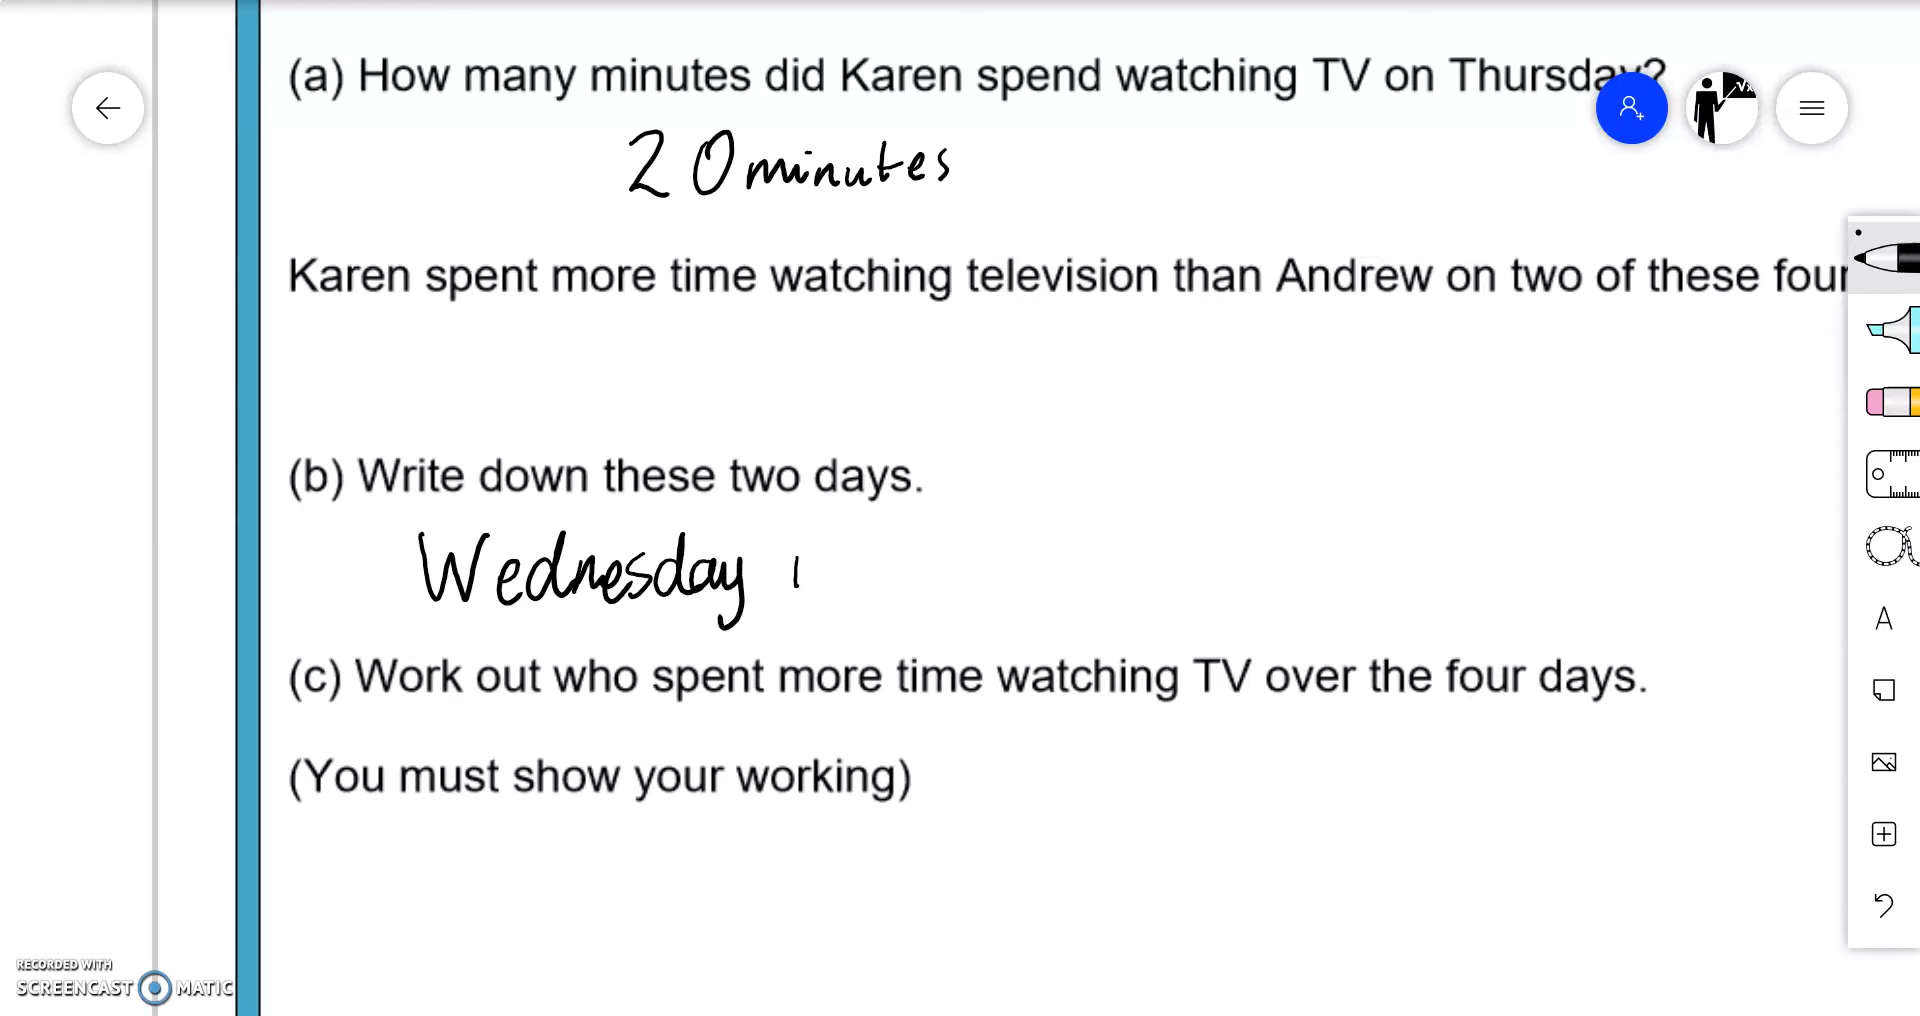 (a) How many minutes did Karen spend watching TV on Thursday?
20 minutes
Karen spent more time watching television than Andrew on two of these four
(b) Write down these two days.
Wednesday
(c) Work out who spent more time watching TV over the four days.
(You must show your working)
A
RECORDED WITH
SCREENCAST MATIC